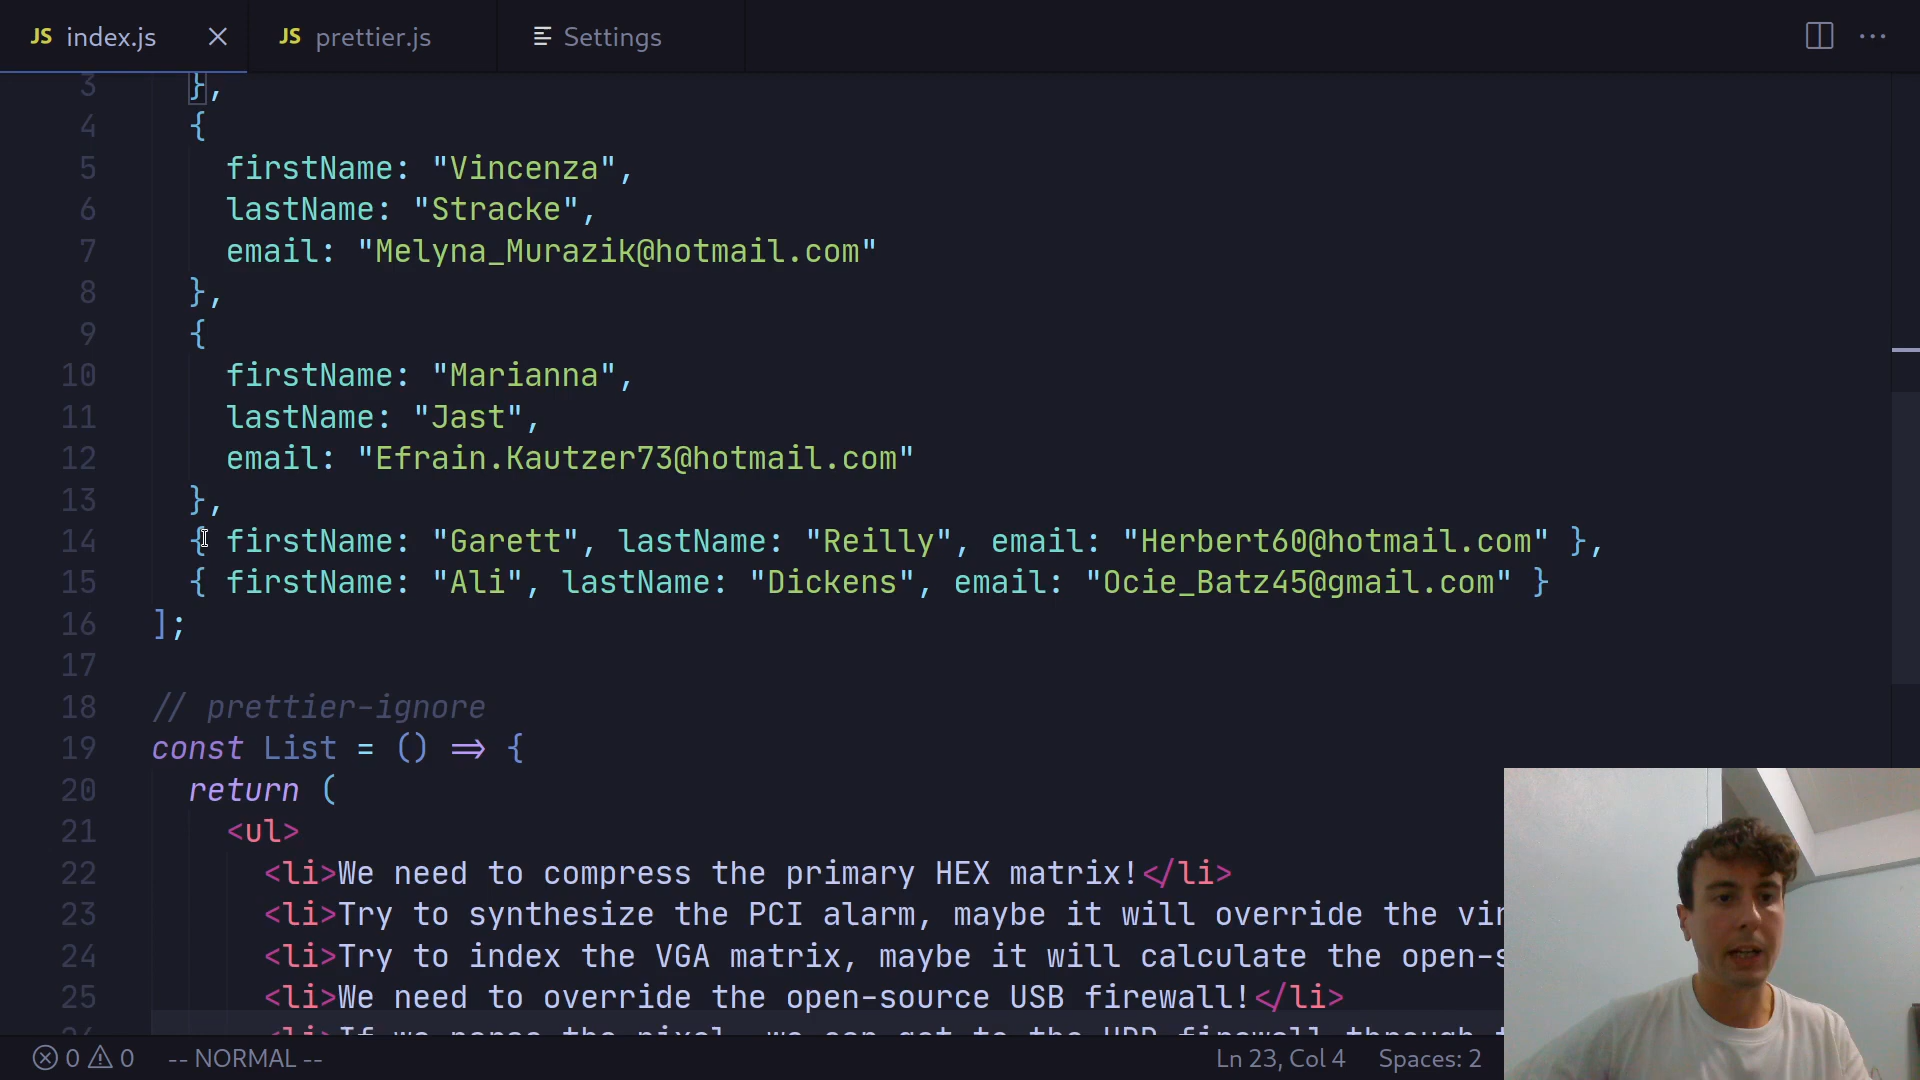 JS index.js
JS prettier.js
Settings
3 },
4 {
5 firstName: "Vincenza",
6 lastName: "Stracke",
7 email: "Melyna_Murazik@hotmail.com"
8 },
9 {
10 firstName: "Marianna",
11 lastName: "Jast",
12 email: "Efrain.Kautzer73@hotmail.com"
13 },
14 { firstName: "Garett", lastName: "Reilly", email: "Herbert60@hotmail.com" },
15 { firstName: "Ali", lastName: "Dickens", email: "Ocie_Batz45@gmail.com" }
16 ];
17
18 // prettier-ignore
19 const List = () => {
20 return (
21 <ul>
22 <li>We need to compress the primary HEX matrix!</li>
23 <li>Try to synthesize the PCI alarm, maybe it will override the
24 <li>Try to index the VGA matrix, maybe it will calculate the
25 <li>We need to override the open-source USB firewall!</li>
0 0 -- NORMAL -- Ln 23, Col 4 Spaces: 2